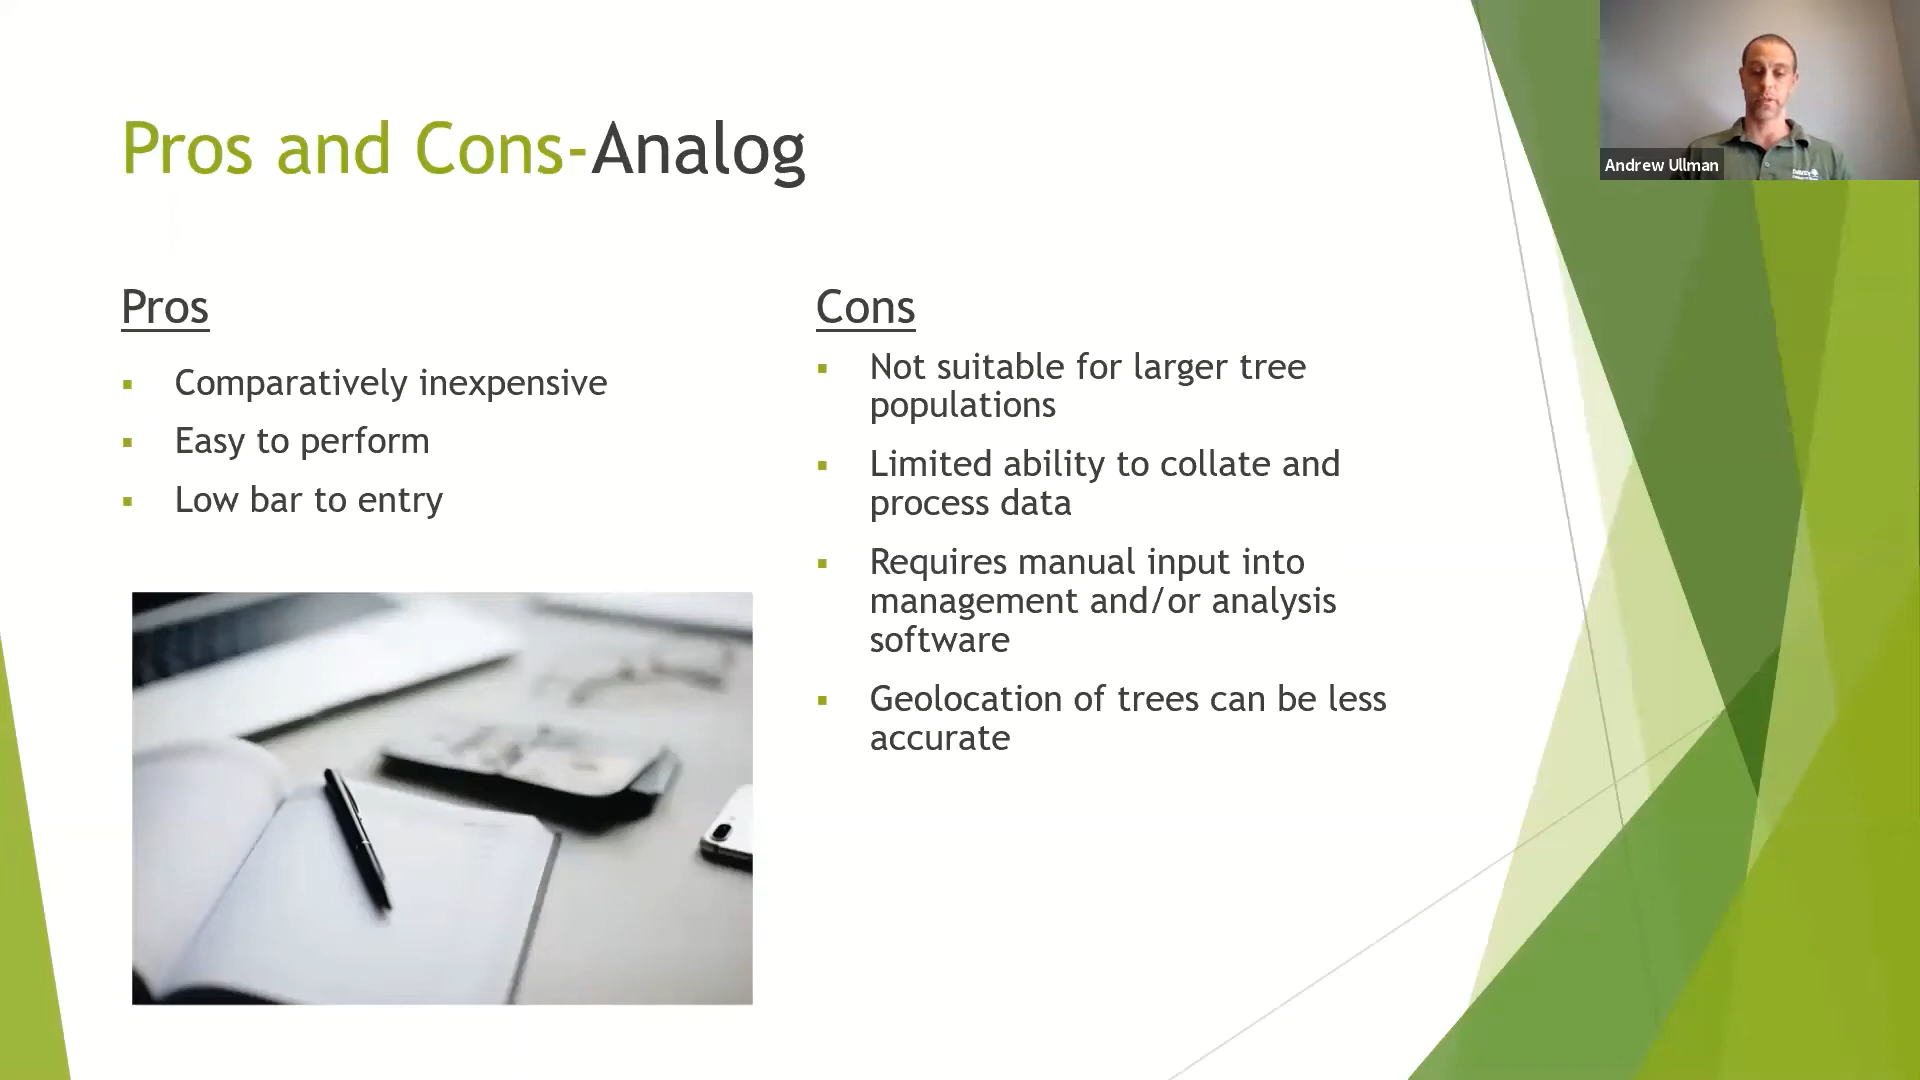 Pros and Cons-Analog
Andrew Ullman
Pros
Comparatively inexpensive
Easy to perform
Low bar to entry
Cons
Not suitable for larger tree
populations
Limited ability to collate and
process data
Requires manual input into
management and/or analysis
software
Geolocation of trees can be less
accurate